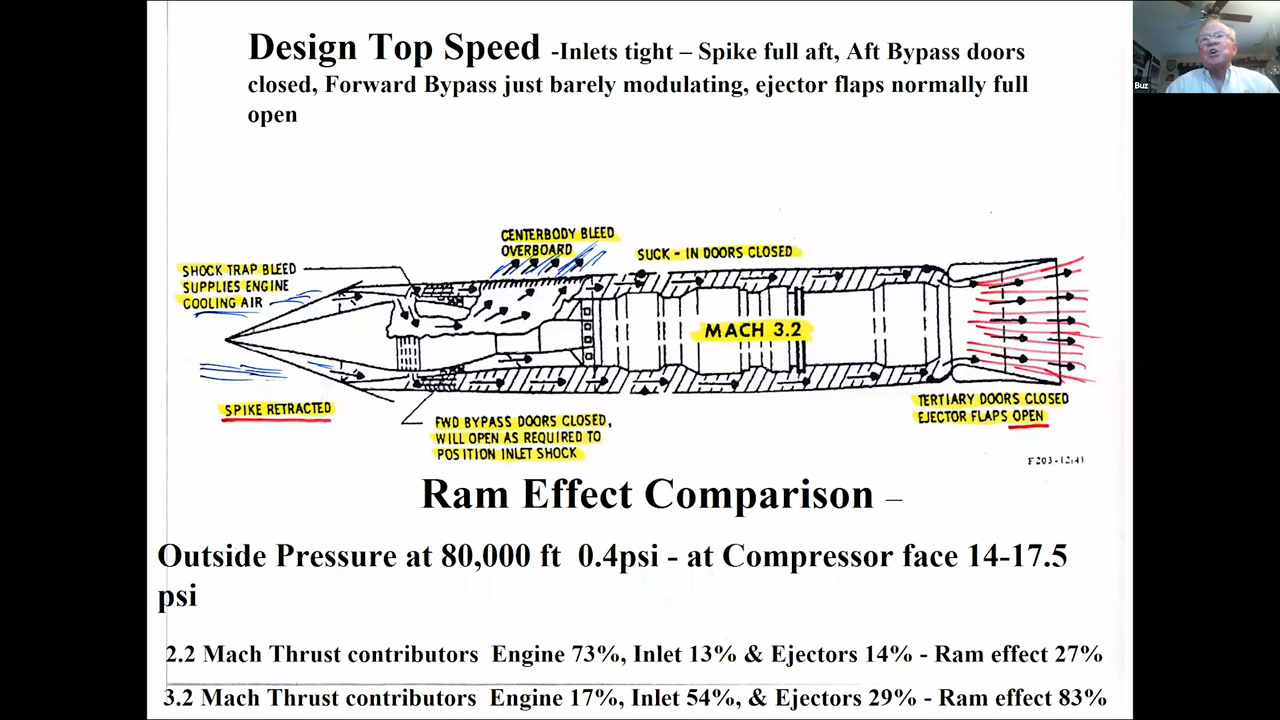 Design Top Speed -Inlets tight – Spike full aft, Aft Bypass doors
closed, Forward Bypass just barely modulating, ejector flaps normally full
open
Buz
CENTERBODY BLEED
OVERBOARD
SUCK - IN DOORS CLOSED
SHOCK TRAP BLEED
SUPPLIES ENGINE
COOLING AIR
MACH 3.2
SPIKE RETRACTED
FWD BYPASS DOORS CLOSED,
WILL OPEN AS REQUIRED TO
POSITION INLET SHOCK
TERTIARY DOORS CLOSED
EJECTOR FLAPS OPEN
Ram Effect Comparison –
Outside Pressure at 80,000 ft 0.4psi - at Compressor face 14-17.5
psi
2.2 Mach Thrust contributors Engine 73%, Inlet 13% & Ejectors 14% - Ram effect 27%
3.2 Mach Thrust contributors Engine 17%, Inlet 54%, & Ejectors 29% - Ram effect 83%